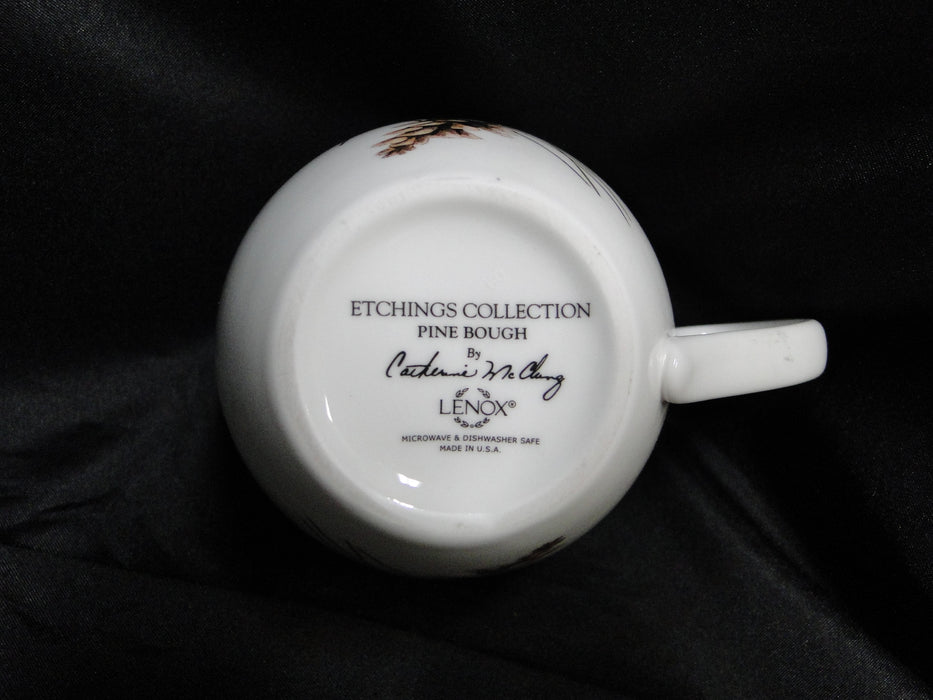 ETCHINGS COLLECTION
PINE BOUGH
By
Catherine McClung
LENOX®
MICROWAVE & DISHWASHER SAFE
MADE IN U.S.A.